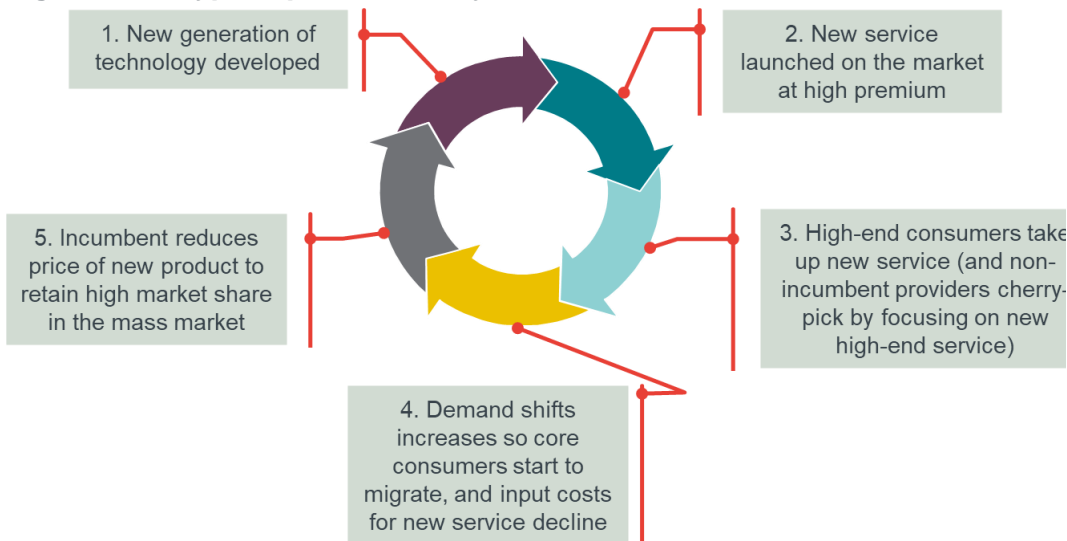 1. New generation of
technology developed
2. New service
launched on the market
at high premium
3. High-end consumers take
up new service (and non-
incumbent providers cherry-
pick by focusing on new
high-end service)
4. Demand shifts
increases so core
consumers start to
migrate, and input costs
for new service decline
5. Incumbent reduces
price of new product to
retain high market share
in the mass market